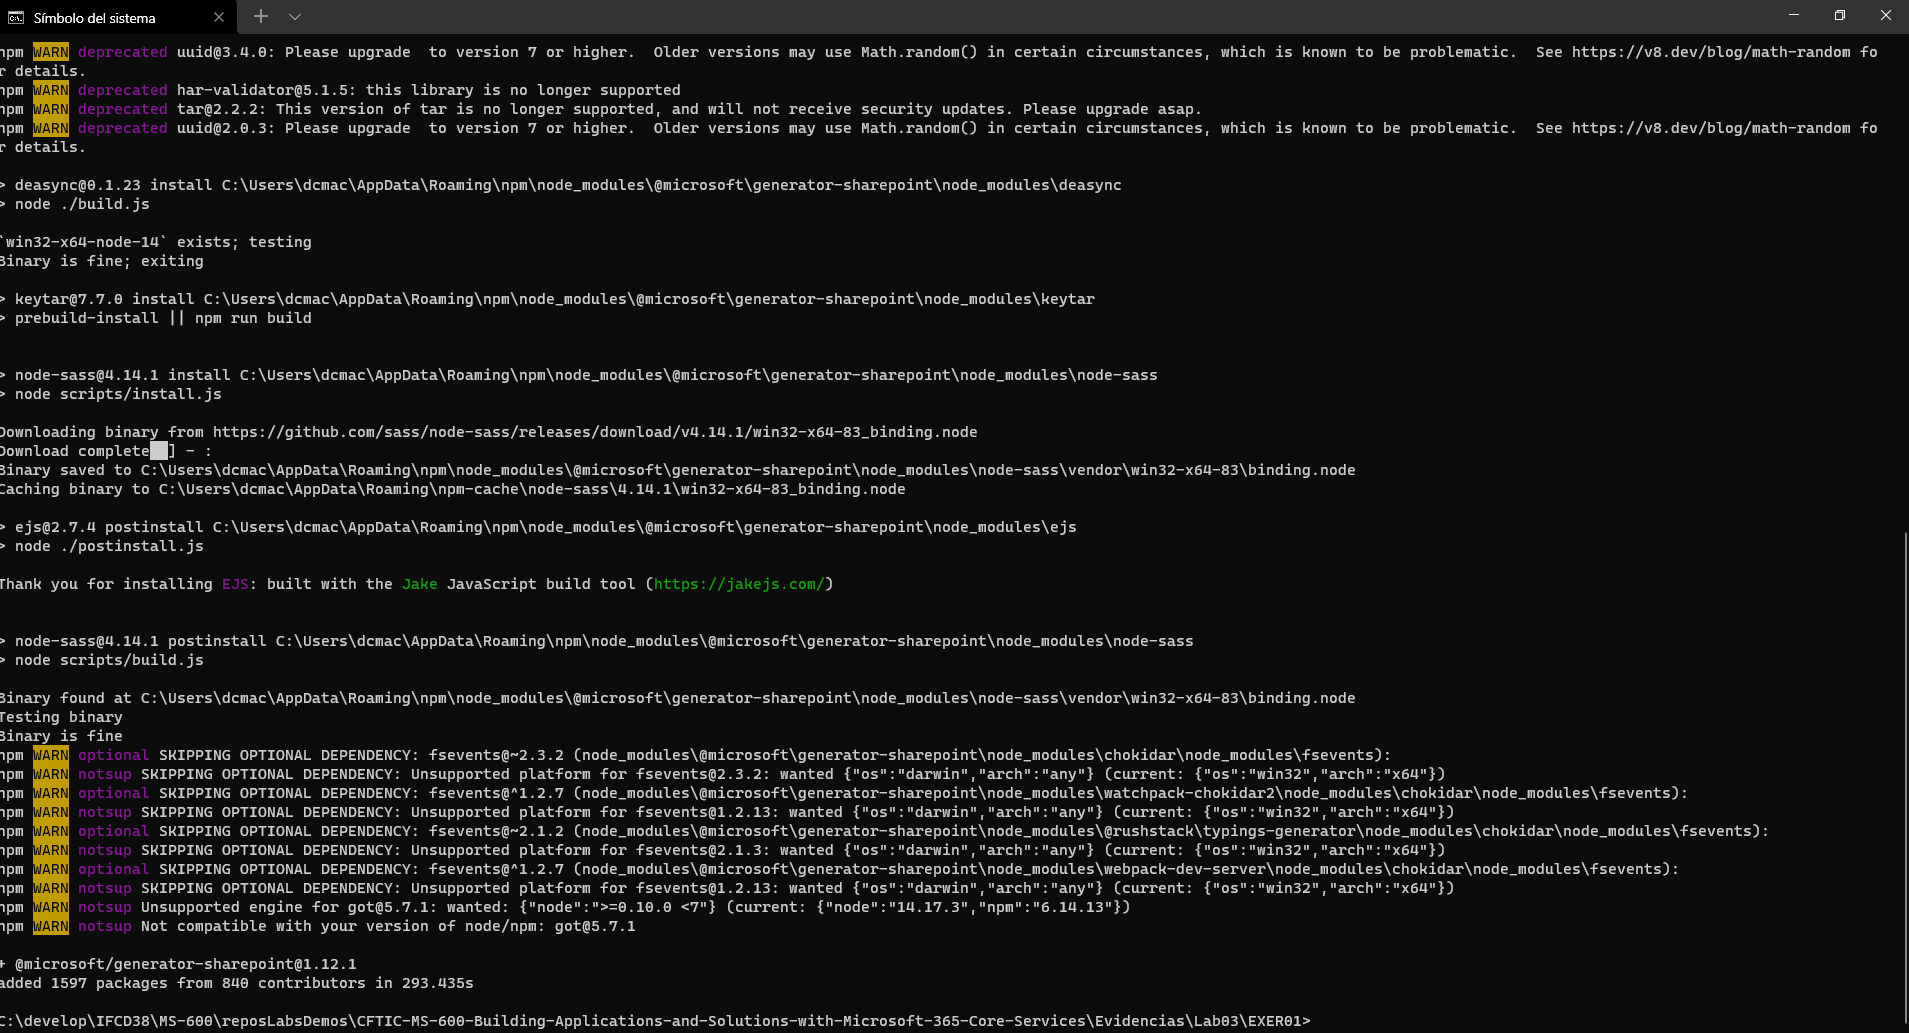 Símbolo del sistema
npm WARN deprecated uuid@3.4.0: Please upgrade  to version 7 or higher.  Older versions may use Math.random() in certain circumstances, which is known to be problematic.  See https://v8.dev/blog/math-random fo
r details.
npm WARN deprecated har-validator@5.1.5: this library is no longer supported
npm WARN deprecated tar@2.2.2: This version of tar is no longer supported, and will not receive security updates. Please upgrade asap.
npm WARN deprecated uuid@2.0.3: Please upgrade  to version 7 or higher.  Older versions may use Math.random() in certain circumstances, which is known to be problematic.  See https://v8.dev/blog/math-random fo
r details.
> deasync@0.1.23 install C:\Users\dcmac\AppData\Roaming\npm\node_modules\@microsoft\generator-sharepoint\node_modules\deasync
> node ./build.js
`win32-x64-node-14` exists; testing
Binary is fine; exiting
> keytar@7.7.0 install C:\Users\dcmac\AppData\Roaming\npm\node_modules\@microsoft\generator-sharepoint\node_modules\keytar
> prebuild-install || npm run build
> node-sass@4.14.1 install C:\Users\dcmac\AppData\Roaming\npm\node_modules\@microsoft\generator-sharepoint\node_modules\node-sass
> node scripts/install.js
Downloading binary from https://github.com/sass/node-sass/releases/download/v4.14.1/win32-x64-83_binding.node
Download complete ] - :
Binary saved to C:\Users\dcmac\AppData\Roaming\npm\node_modules\@microsoft\generator-sharepoint\node_modules\node-sass\vendor\win32-x64-83\binding.node
Caching binary to C:\Users\dcmac\AppData\Roaming\npm-cache\node-sass\4.14.1\win32-x64-83_binding.node
> ejs@2.7.4 postinstall C:\Users\dcmac\AppData\Roaming\npm\node_modules\@microsoft\generator-sharepoint\node_modules\ejs
> node ./postinstall.js
Thank you for installing EJS: built with the Jake JavaScript build tool (https://jakejs.com/)
> node-sass@4.14.1 postinstall C:\Users\dcmac\AppData\Roaming\npm\node_modules\@microsoft\generator-sharepoint\node_modules\node-sass
> node scripts/build.js
Binary found at C:\Users\dcmac\AppData\Roaming\npm\node_modules\@microsoft\generator-sharepoint\node_modules\node-sass\vendor\win32-x64-83\binding.node
Testing binary
Binary is fine
npm WARN optional SKIPPING OPTIONAL DEPENDENCY: fsevents@~2.3.2 (node_modules\@microsoft\generator-sharepoint\node_modules\chokidar\node_modules\fsevents):
npm WARN notsup SKIPPING OPTIONAL DEPENDENCY: Unsupported platform for fsevents@2.3.2: wanted {"os":"darwin","arch":"any"} (current: {"os":"win32","arch":"x64"})
npm WARN optional SKIPPING OPTIONAL DEPENDENCY: fsevents@^1.2.7 (node_modules\@microsoft\generator-sharepoint\node_modules\watchpack-chokidar2\node_modules\chokidar\node_modules\fsevents):
npm WARN notsup SKIPPING OPTIONAL DEPENDENCY: Unsupported platform for fsevents@1.2.13: wanted {"os":"darwin","arch":"any"} (current: {"os":"win32","arch":"x64"})
npm WARN optional SKIPPING OPTIONAL DEPENDENCY: fsevents@~2.1.2 (node_modules\@microsoft\generator-sharepoint\node_modules\@rushstack\typings-generator\node_modules\chokidar\node_modules\fsevents):
npm WARN notsup SKIPPING OPTIONAL DEPENDENCY: Unsupported platform for fsevents@2.1.3: wanted {"os":"darwin","arch":"any"} (current: {"os":"win32","arch":"x64"})
npm WARN optional SKIPPING OPTIONAL DEPENDENCY: fsevents@^1.2.7 (node_modules\@microsoft\generator-sharepoint\node_modules\webpack-dev-server\node_modules\chokidar\node_modules\fsevents):
npm WARN notsup SKIPPING OPTIONAL DEPENDENCY: Unsupported platform for fsevents@1.2.13: wanted {"os":"darwin","arch":"any"} (current: {"os":"win32","arch":"x64"})
npm WARN notsup Unsupported engine for got@5.7.1: wanted: {"node":">=0.10.0 <7"} (current: {"node":"14.17.3","npm":"6.14.13"})
npm WARN notsup Not compatible with your version of node/npm: got@5.7.1
+ @microsoft/generator-sharepoint@1.12.1
added 1597 packages from 840 contributors in 293.435s
C:\develop\IFCD38\MS-600\reposLabsDemos\CFTIC-MS-600-Building-Applications-and-Solutions-with-Microsoft-365-Core-Services\Evidencias\Lab03\EXER01>